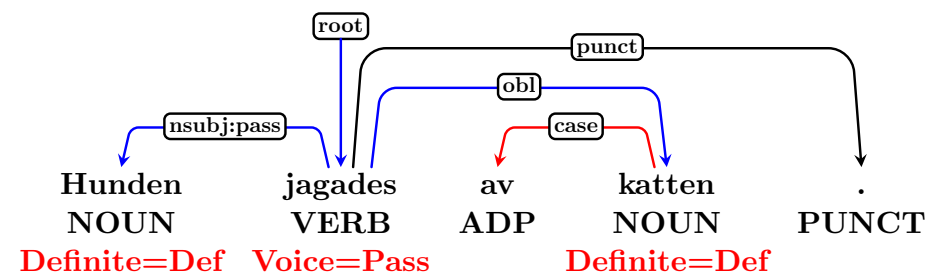 root
punct
obl
nsubj:pass case
Hunden jagades av katten .
NOUN VERB ADP NOUN PUNCT
Definite=Def Voice=Pass Definite=Def